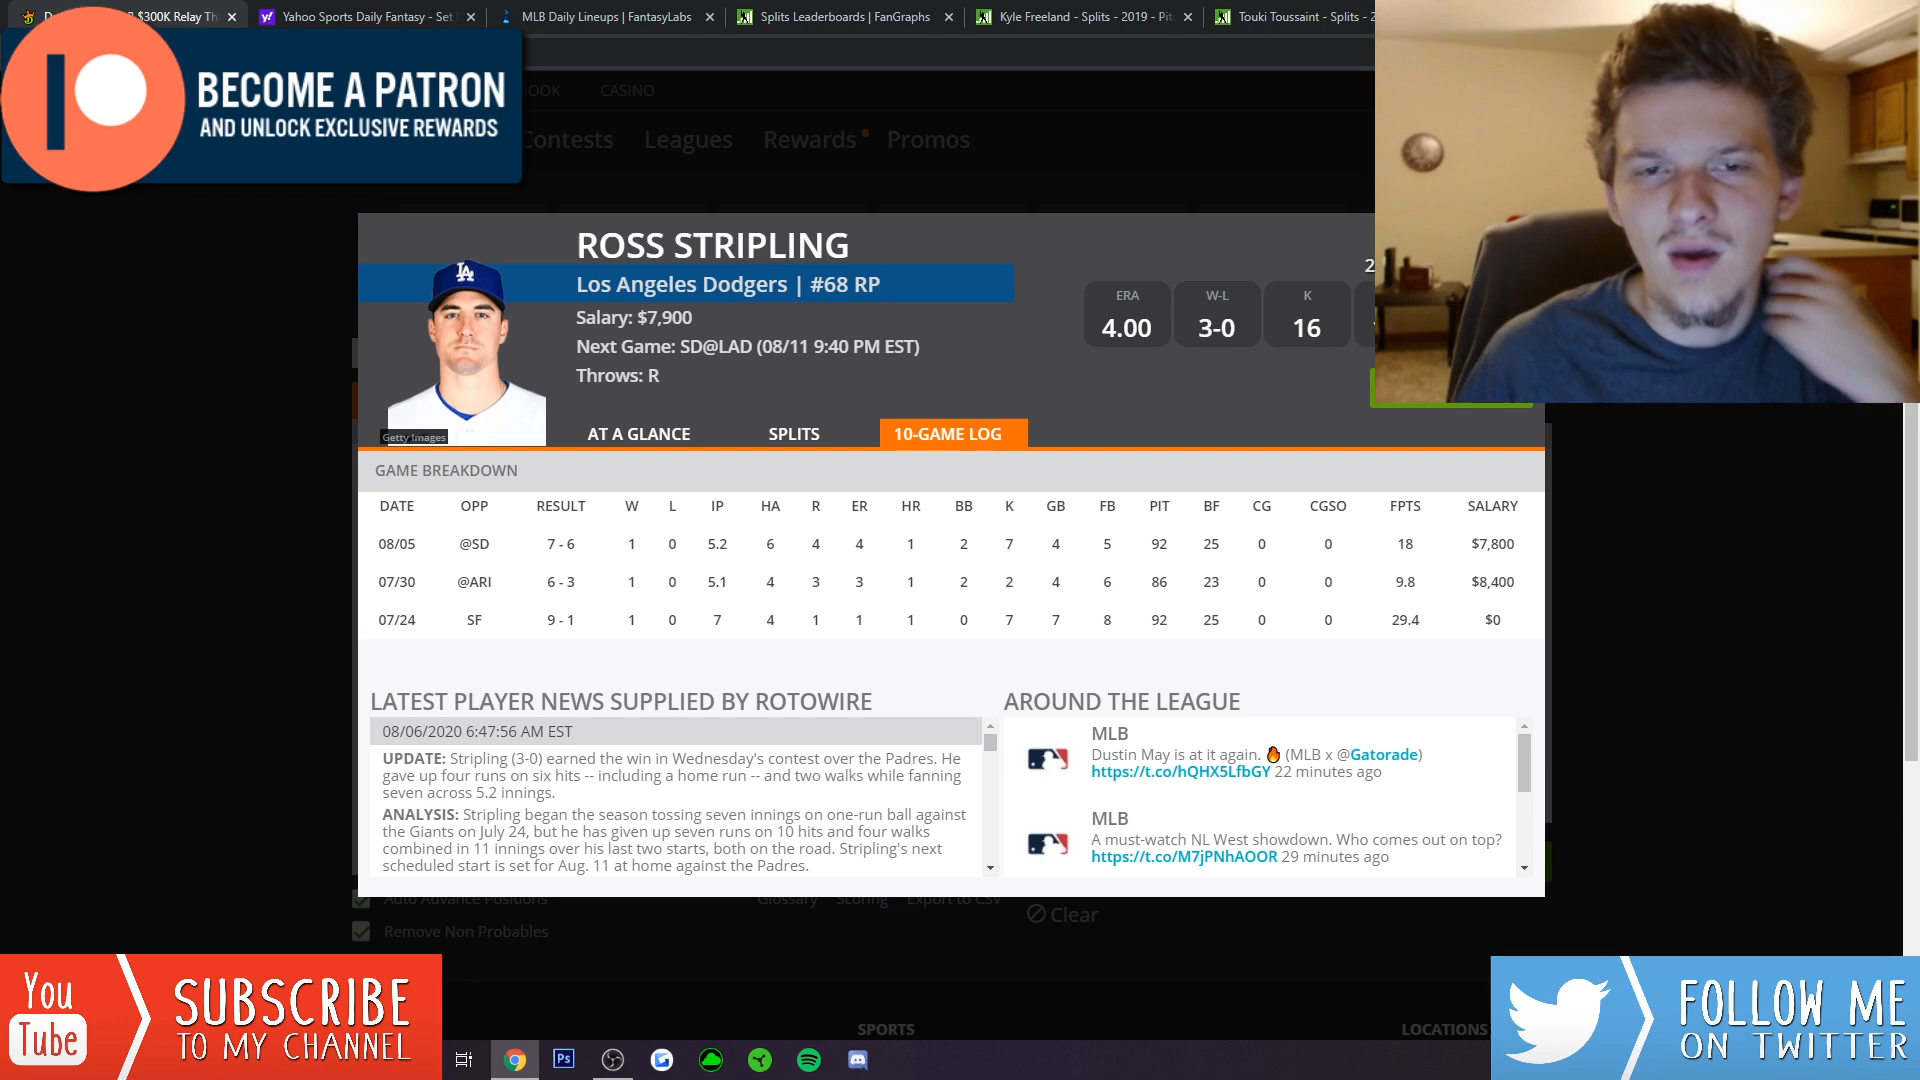 $300K Relay Th
Yahoo Sports Daily Fantasy - Set
MLB Daily Lineups | FantasyLabs
Splits Leaderboards | FanGraphs
Kyle Freeland - Splits - 2019 - Pit
Touki Toussaint - Splits - 2
BECOME A PATRON
AND UNLOCK EXCLUSIVE REWARDS
OOK
CASINO
Contests
Leagues
Rewards
Promos
ROSS STRIPLING
Los Angeles Dodgers | #68 RP
Salary: $7,900
Next Game: SD@LAD (08/11 9:40 PM EST)
Throws: R
2
ERA W-L K
4.00 3-0 16
LA
Getty Images
AT A GLANCE SPLITS 10-GAME LOG
GAME BREAKDOWN
DATE OPP RESULT W L IP HA R ER HR BB K GB FB PIT BF CG CGSO FPTS SALARY
08/05 @SD 7 - 6 1 0 5.2 6 4 4 1 2 7 4 5 92 25 0 0 18 $7,800
07/30 @ARI 6 - 3 1 0 5.1 4 3 3 1 2 2 4 6 86 23 0 0 9.8 $8,400
07/24 SF 9 - 1 1 0 7 4 1 1 1 0 7 7 8 92 25 0 0 29.4 $0
LATEST PLAYER NEWS SUPPLIED BY ROTOWIRE
08/06/2020 6:47:56 AM EST
UPDATE: Stripling (3-0) earned the win in Wednesday's contest over the Padres. He
gave up four runs on six hits -- including a home run -- and two walks while fanning
seven across 5.2 innings.
ANALYSIS: Stripling began the season tossing seven innings on one-run ball against
the Giants on July 24, but he has given up seven runs on 10 hits and four walks
combined in 11 innings over his last two starts, both on the road. Stripling's next
scheduled start is set for Aug. 11 at home against the Padres.
AROUND THE LEAGUE
MLB
Dustin May is at it again. 🔥 (MLB x @Gatorade)
https://t.co/hQHX5LfbGY 22 minutes ago
MLB
A must-watch NL West showdown. Who comes out on top?
https://t.co/M7jPNhAOOR 29 minutes ago
Auto Advance Positions
Glossary Scoring Export to CSV
Clear
Remove Non Probables
You
Tube
SUBSCRIBE
TO MY CHANNEL
SPORTS
LOCATIONS
Ps
FOLLOW ME
ON TWITTER